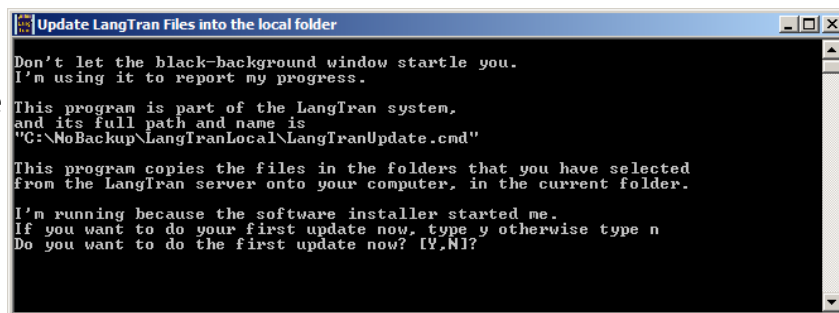 Update LangTran Files into the local folder
Don't let the black-background window startle you.
I'm using it to report my progress.
This program is part of the LangTran system,
and its full path and name is
"C:\NoBackup\LangTranLocal\LangTranUpdate.cmd"
This program copies the files in the folders that you have selected
from the LangTran server onto your computer, in the current folder.
I'm running because the software installer started me.
If you want to do your first update now, type y otherwise type n
Do you want to do the first update now? [Y,N]?